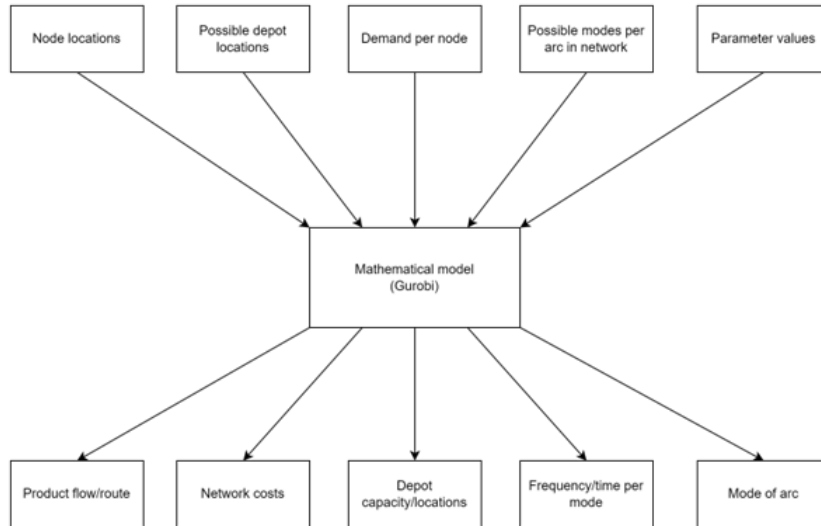 Node locations
Possible depot
locations
Demand per node
Possible modes per
arc in network
Parameter values
Mathematical model
(Gurobi)
Product flow/route
Network costs
Depot
capacity/locations
Frequency/time per
mode
Mode of arc